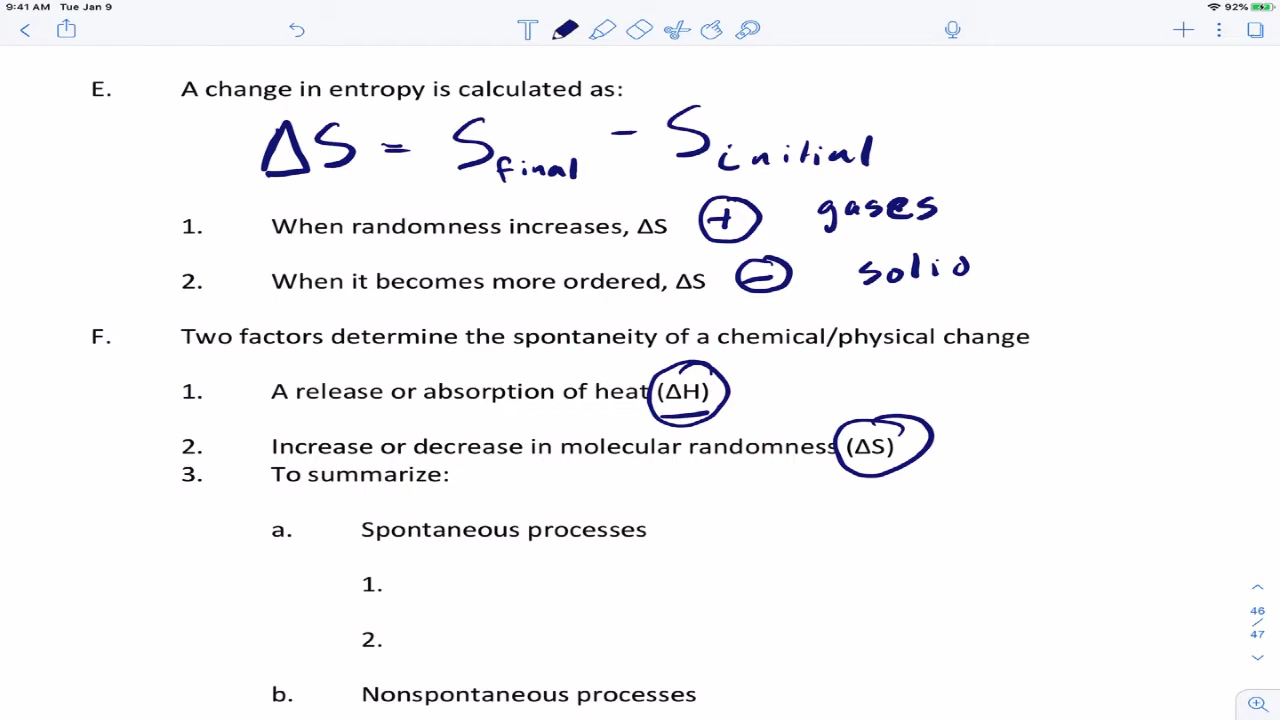 9:41 AM Tue Jan 9 92%
T
E. A change in entropy is calculated as:
ΔS = Sfinal - Sinitial
1. When randomness increases, ΔS + gases
2. When it becomes more ordered, ΔS - solid
F. Two factors determine the spontaneity of a chemical/physical change
1. A release or absorption of heat (ΔH)
2. Increase or decrease in molecular randomness (ΔS)
3. To summarize:
a. Spontaneous processes
1.
46
/
47
2.
b. Nonspontaneous processes